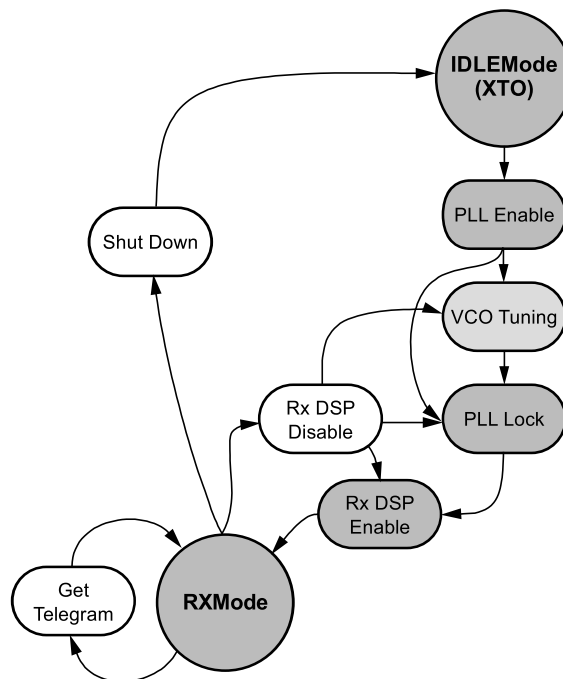 IDLEMode
(XTO)
PLL Enable
Shut Down
VCO Tuning
Rx DSP
Disable
PLL Lock
Rx DSP
Enable
Get
Telegram
RXMode